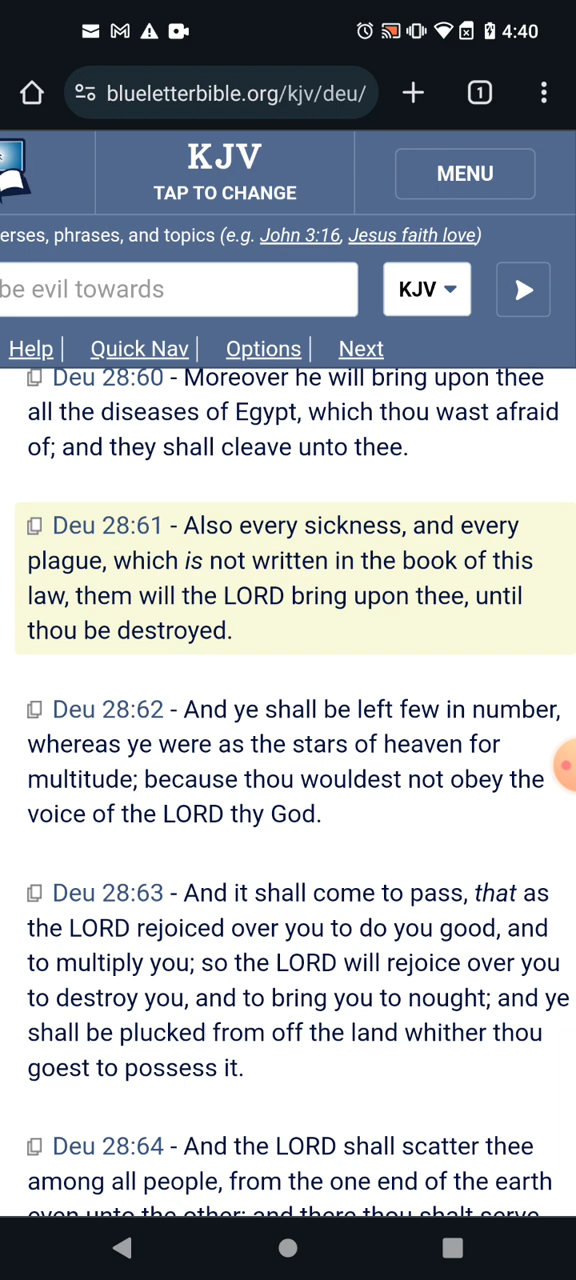 4:40
blueletterbible.org/kjv/deu/
1
KJV
TAP TO CHANGE
MENU
erses, phrases, and topics (e.g. John 3:16, Jesus faith love)
be evil towards
KJV
Help| Quick Nav| Options| Next
Deu 28:60 - Moreover he will bring upon thee
all the diseases of Egypt, which thou wast afraid
of; and they shall cleave unto thee.
Deu 28:61 - Also every sickness, and every
plague, which is not written in the book of this
law, them will the LORD bring upon thee, until
thou be destroyed.
Deu 28:62 - And ye shall be left few in number,
whereas ye were as the stars of heaven for
multitude; because thou wouldest not obey the
voice of the LORD thy God.
Deu 28:63 - And it shall come to pass, that as
the LORD rejoiced over you to do you good, and
to multiply you; so the LORD will rejoice over you
to destroy you, and to bring you to nought; and ye
shall be plucked from off the land whither thou
goest to possess it.
Deu 28:64 - And the LORD shall scatter thee
among all people, from the one end of the earth
even unto the other; and there thou shalt serve